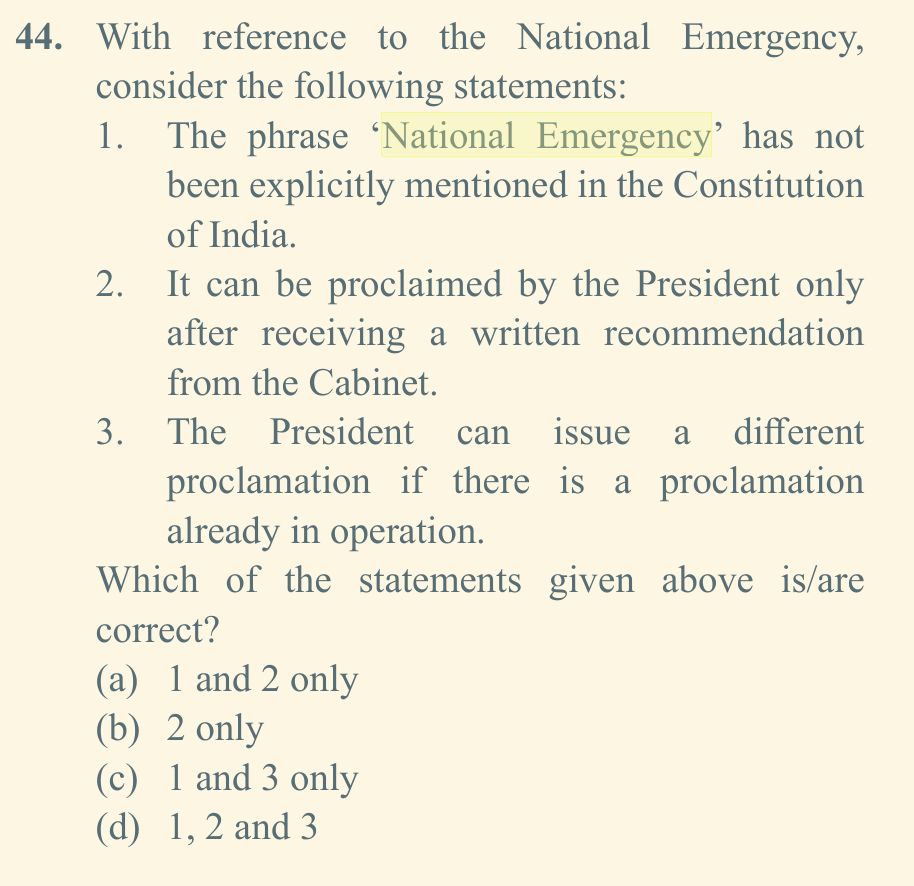 44. With reference to the National Emergency,
consider the following statements:
1. The phrase ‘National Emergency’ has not
been explicitly mentioned in the Constitution
of India.
2. It can be proclaimed by the President only
after receiving a written recommendation
from the Cabinet.
3. The President can issue a different
proclamation if there is a proclamation
already in operation.
Which of the statements given above is/are
correct?
(a) 1 and 2 only
(b) 2 only
(c) 1 and 3 only
(d) 1, 2 and 3